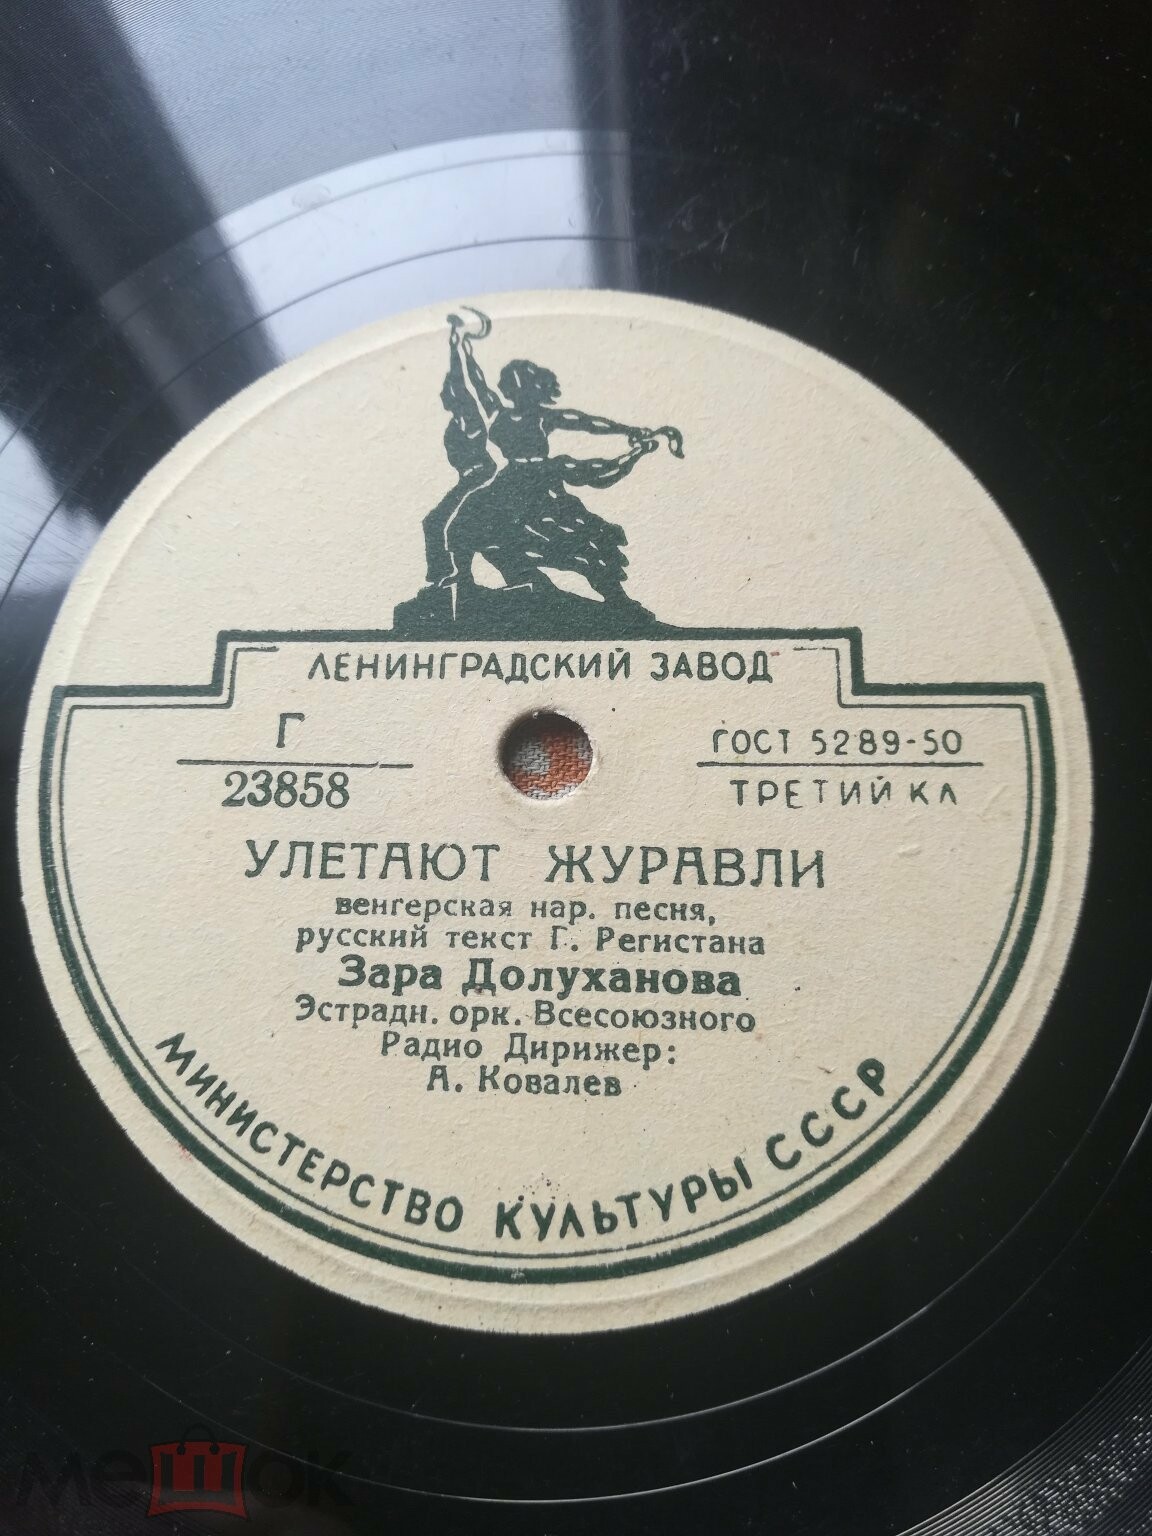 ЛЕНИНГРАДСКИЙ ЗАВОД
Г
23858
ГОСТ 5289-50
ТРЕТИЙ КЛ
УЛЕТАЮТ ЖУРАВЛИ
венгерская нар. песня,
русский текст Г. Регистана
Зара Долуханова
Эстрадн. орк. Всесоюзного
Радио Дирижер:
А. Ковалев
МИНИСТЕРСТВО КУЛЬТУРЫ СССР
мешок